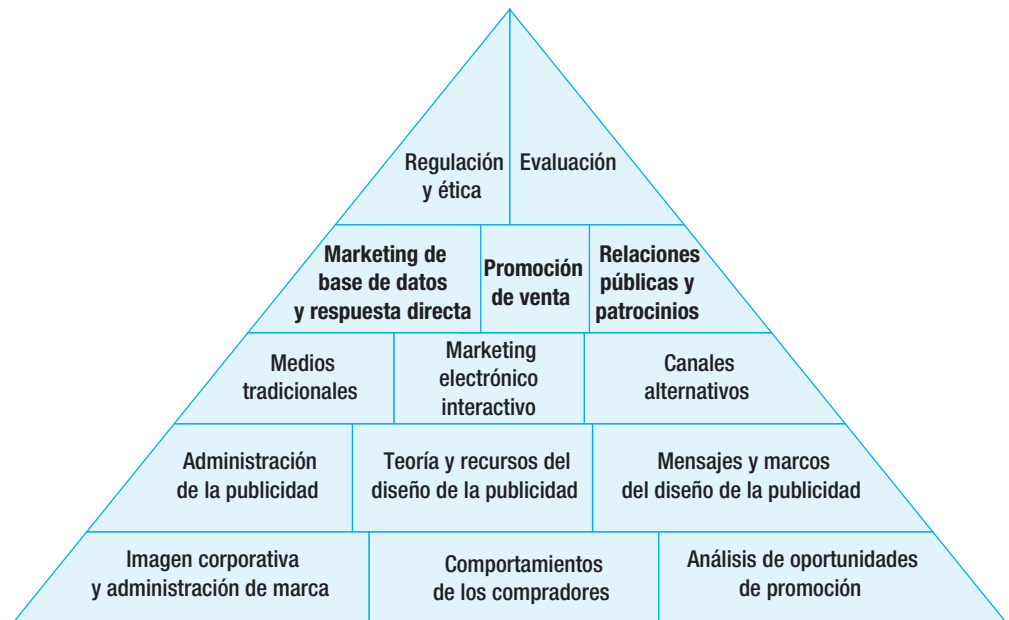 Regulación
y ética
Evaluación
Marketing de
base de datos
y respuesta directa
Promoción
de venta
Relaciones
públicas y
patrocinios
Medios
tradicionales
Marketing
electrónico
interactivo
Canales
alternativos
Administración
de la publicidad
Teoría y recursos del
diseño de la publicidad
Mensajes y marcos
del diseño de la publicidad
Imagen corporativa
y administración de marca
Comportamientos
de los compradores
Análisis de oportunidades
de promoción